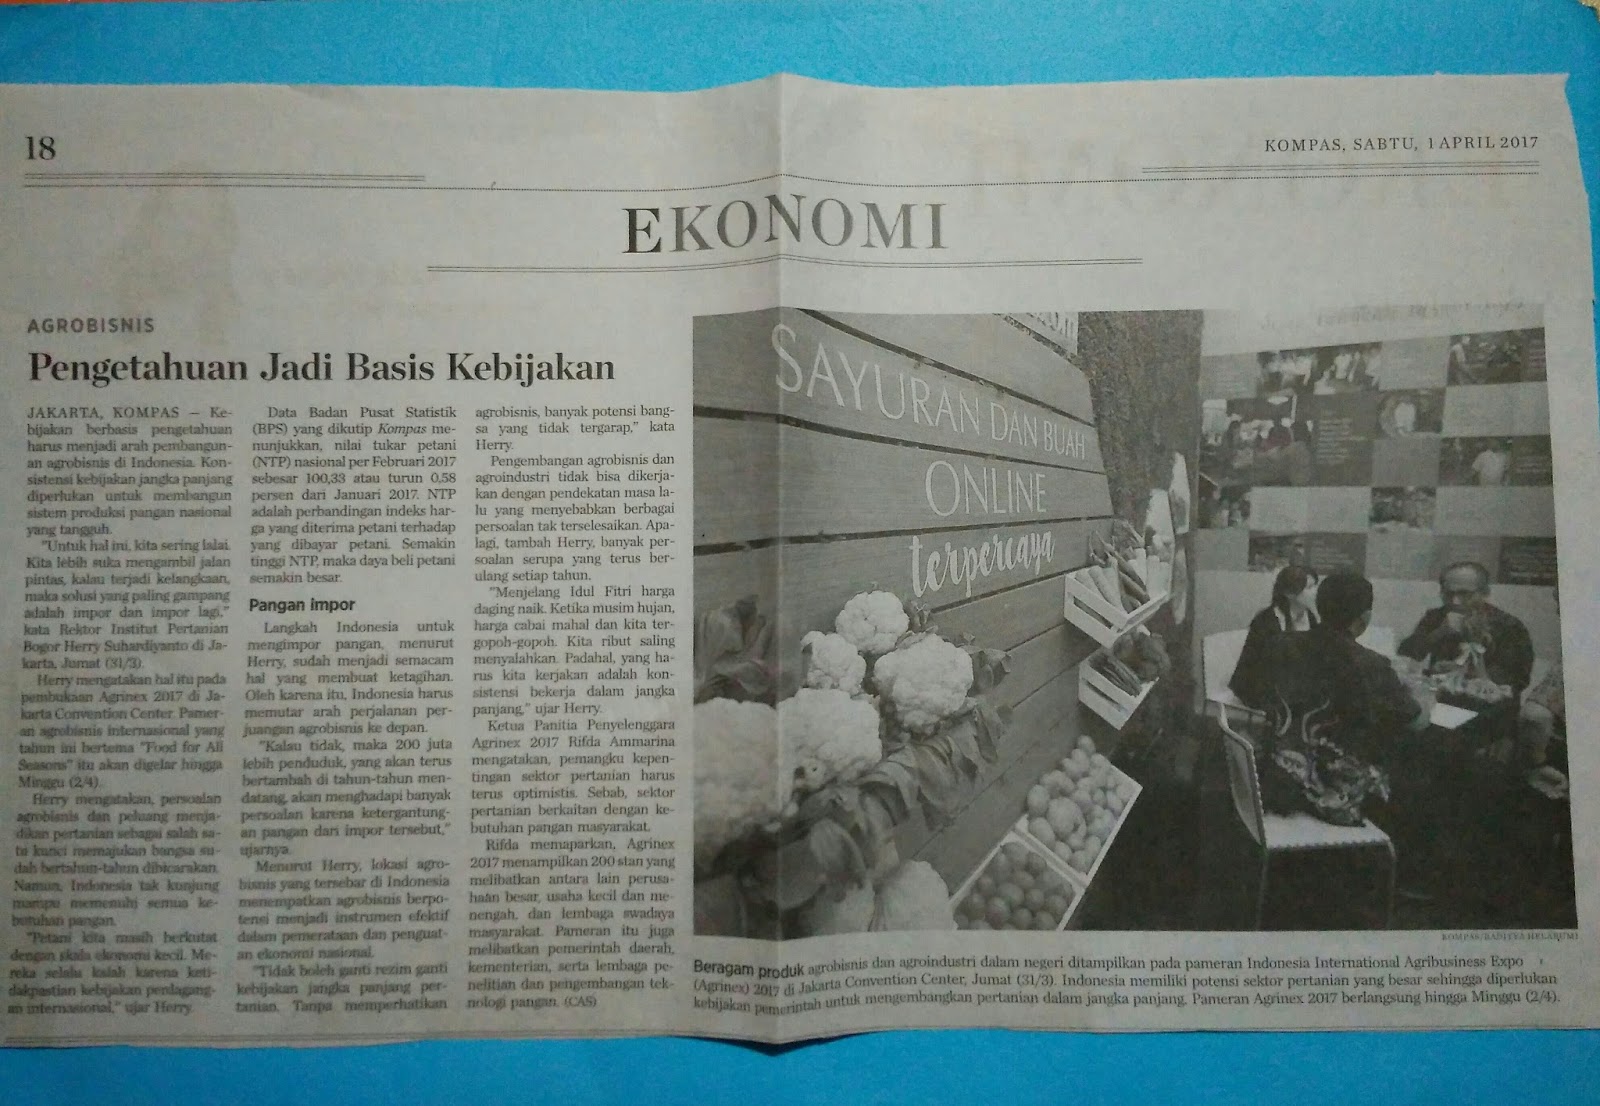 18
KOMPAS, SABTU, 1 APRIL 2017
EKONOMI
AGROBISNIS
Pengetahuan Jadi Basis Kebijakan
JAKARTA, KOMPAS — Ke-
bijakan berbasis pengetahuan
harus menjadi arah pembangun-
an agrobisnis di Indonesia. Kon-
sistensi kebijakan jangka panjang
diperlukan untuk membangun
sistem produksi pangan nasional
yang tangguh.
"Untuk hal ini, kita sering lalai.
Kita lebih suka mengambil jalan
pintas, kalau terjadi kelangkaan,
maka solusi yang paling gampang
adalah impor dan impor lagi,"
kata Rektor Institut Pertanian
Bogor Herry Suhardiyanto di Ja-
karta, Jumat (31/3).
Herry mengatakan hal itu pada
pembukaan Agrinex 2017 di Ja-
karta Convention Center. Pamer-
an agrobisnis internasional yang
tahun ini bertema "Food for All
Seasons" itu akan digelar hingga
Minggu (2/4).
Herry mengatakan, persoalan
agrobisnis dan peluang menja-
dikan pertanian sebagai salah sa-
tu kunci memajukan bangsa su-
dah bertahun-tahun dibicarakan.
Namun, Indonesia tak kunjung
mampu memenuhi semua ke-
butuhan pangan.
"Petani kita masih berkutat
dengan skala ekonomi kecil. Me-
reka selalu kalah karena keti-
dakpastian kebijakan perdagang-
an internasional," ujar Herry.
Data Badan Pusat Statistik
(BPS) yang dikutip Kompas me-
nunjukkan, nilai tukar petani
(NTP) nasional per Februari 2017
sebesar 100,33 atau turun 0,58
persen dari Januari 2017. NTP
adalah perbandingan indeks har-
ga yang diterima petani terhadap
yang dibayar petani. Semakin
tinggi NTP, maka daya beli petani
semakin besar.
Pangan impor
Langkah Indonesia untuk
mengimpor pangan, menurut
Herry, sudah menjadi semacam
hal yang membuat ketagihan.
Oleh karena itu, Indonesia harus
memutar arah perjalanan per-
juangan agrobisnis ke depan.
"Kalau tidak, maka 200 juta
lebih penduduk, yang akan terus
bertambah di tahun-tahun men-
datang, akan menghadapi banyak
persoalan karena ketergantung-
an pangan dari impor tersebut,"
ujarnya.
Menurut Herry, lokasi agro-
bisnis yang tersebar di Indonesia
menempatkan agrobisnis berpo-
tensi menjadi instrumen efektif
dalam pemerataan dan penguat-
an ekonomi nasional.
"Tidak boleh ganti rezim ganti
kebijakan jangka panjang per-
tanian. Tanpa memperhatikan
agrobisnis, banyak potensi bang-
sa yang tidak tergarap," kata
Herry.
Pengembangan agrobisnis dan
agroindustri tidak bisa dikerja-
kan dengan pendekatan masa la-
lu yang menyebabkan berbagai
persoalan tak terselesaikan. Apa-
lagi, tambah Herry, banyak per-
soalan serupa yang terus ber-
ulang setiap tahun.
"Menjelang Idul Fitri harga
daging naik. Ketika musim hujan,
harga cabai mahal dan kita ter-
gopoh-gopoh. Kita ribut saling
menyalahkan. Padahal, yang ha-
rus kita kerjakan adalah kon-
sistensi bekerja dalam jangka
panjang," ujar Herry.
Ketua Panitia Penyelenggara
Agrinex 2017 Rifda Ammarina
mengatakan, pemangku kepen-
tingan sektor pertanian harus
terus optimistis. Sebab, sektor
pertanian berkaitan dengan ke-
butuhan pangan masyarakat.
Rifda memaparkan, Agrinex
2017 menampilkan 200 stan yang
melibatkan antara lain perusa-
haan besar, usaha kecil dan me-
nengah, dan lembaga swadaya
masyarakat. Pameran itu juga
melibatkan pemerintah daerah,
kementerian, serta lembaga pe-
nelitian dan pengembangan tek-
nologi pangan. (CAS)
SAYURAN DAN BUAH
ONLINE
terpercaya
KOMPAS/RADITYA HELABUMI
Beragam produk agrobisnis dan agroindustri dalam negeri ditampilkan pada pameran Indonesia International Agribusiness Expo
(Agrinex) 2017 di Jakarta Convention Center, Jumat (31/3). Indonesia memiliki potensi sektor pertanian yang besar sehingga diperlukan
kebijakan pemerintah untuk mengembangkan pertanian dalam jangka panjang. Pameran Agrinex 2017 berlangsung hingga Minggu (2/4).